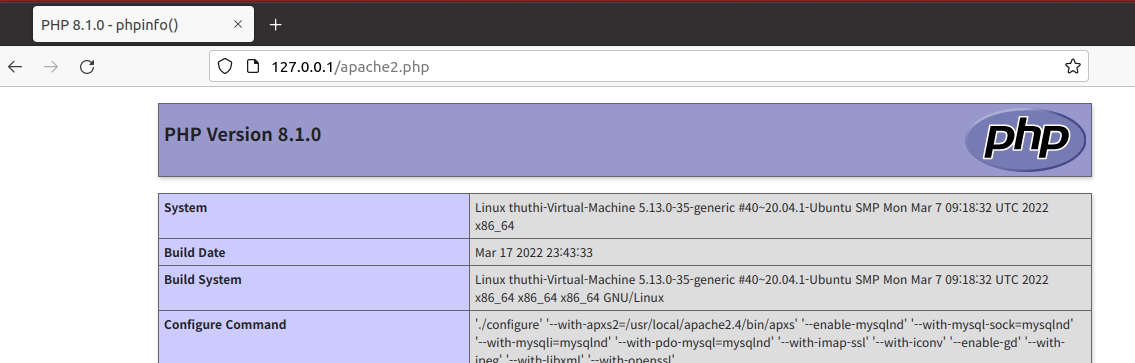 PHP 8.1.0 - phpinfo()
127.0.0.1/apache2.php
PHP Version 8.1.0
php
System
Linux thuthi-Virtual-Machine 5.13.0-35-generic #40~20.04.1-Ubuntu SMP Mon Mar 7 09:18:32 UTC 2022
x86_64
Build Date
Mar 17 2022 23:43:33
Build System
Linux thuthi-Virtual-Machine 5.13.0-35-generic #40~20.04.1-Ubuntu SMP Mon Mar 7 09:18:32 UTC 2022
x86_64 x86_64 x86_64 GNU/Linux
Configure Command
'./configure' '--with-apxs2=/usr/local/apache2.4/bin/apxs' '--enable-mysqlnd' '--with-mysql-sock=mysqlnd'
'--with-mysqli=mysqlnd' '--with-pdo-mysql=mysqlnd' '--with-imap-ssl' '--with-iconv' '--enable-gd' '--with-
jpeg' '--with-libxml' '--with-openssl'